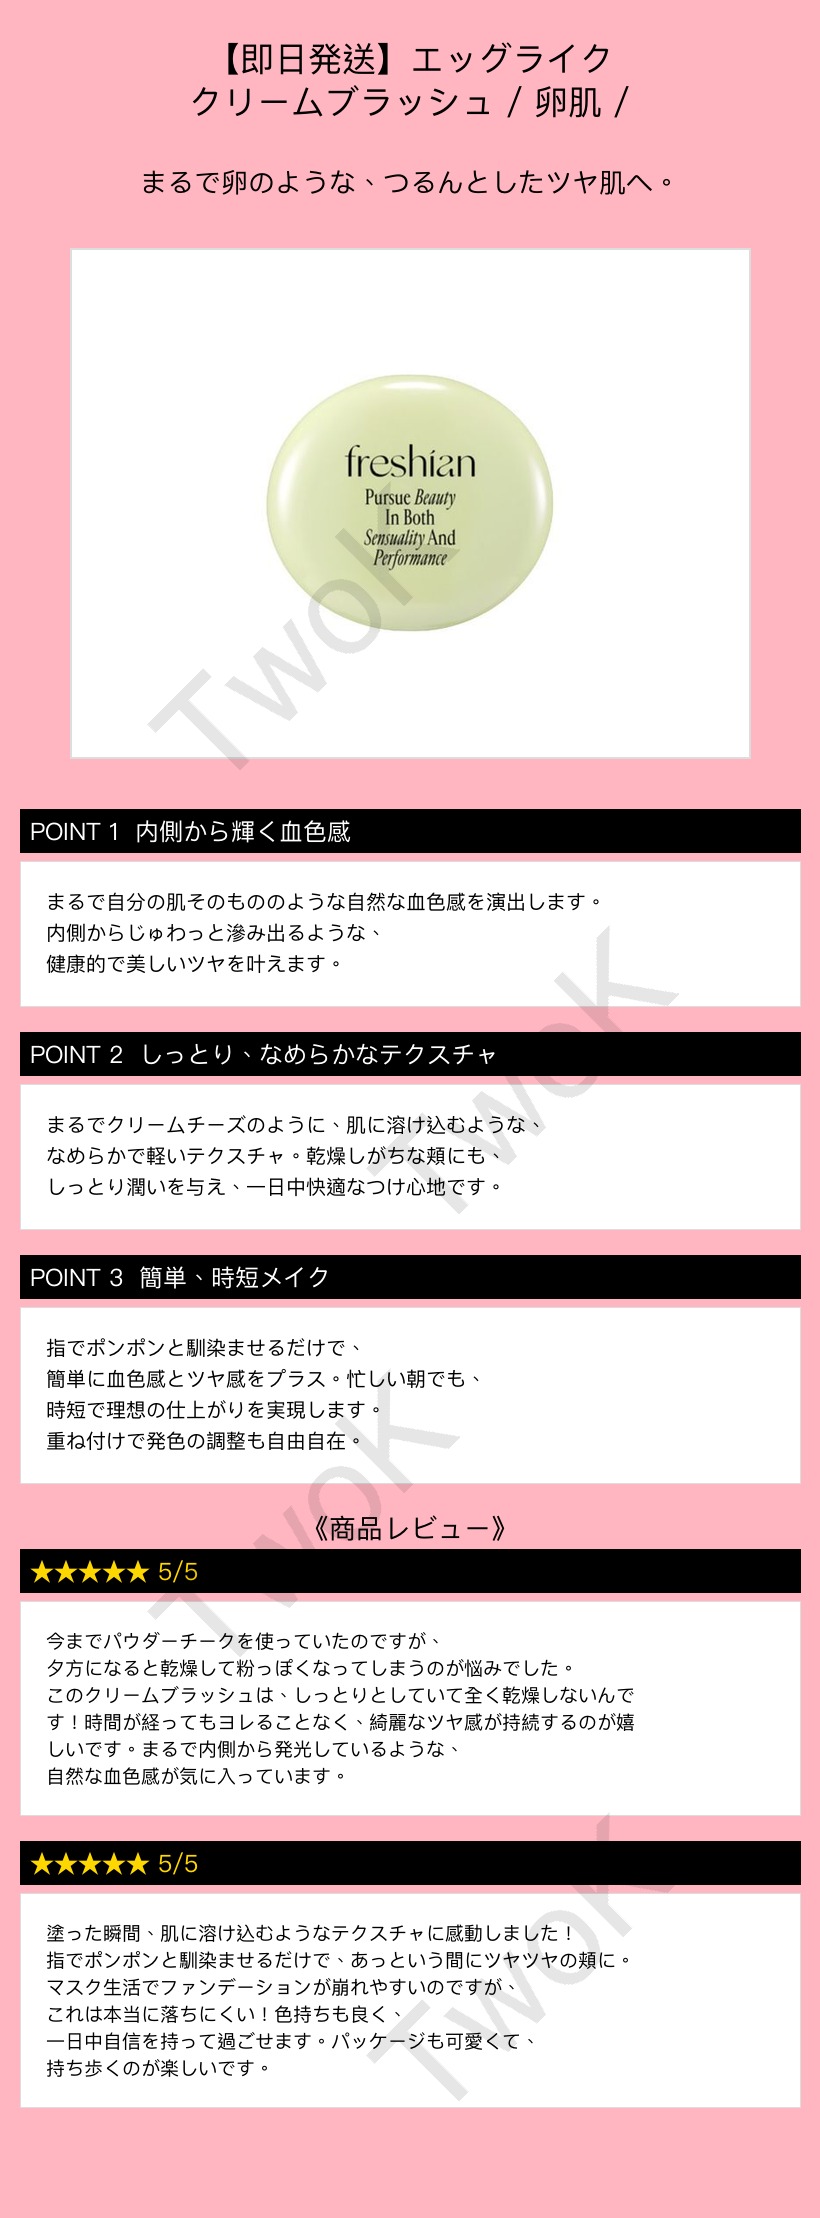 【即日発送】エッグライク
クリームブラッシュ / 卵肌 /
まるで卵のような、つるんとしたツヤ肌へ。
freshian
Pursue Beauty
In Both
Sensuality And
Performance
TwoK
POINT 1 内側から輝く血色感
まるで自分の肌そのもののような自然な血色感を演出します。
内側からじゅわっと滲み出るような、
健康的で美しいツヤを叶えます。
TwoK
POINT 2 しっとり、なめらかなテクスチャ
まるでクリームチーズのように、肌に溶け込むような、
なめらかで軽いテクスチャ。乾燥しがちな頬にも、
しっとり潤いを与え、一日中快適なつけ心地です。
POINT 3 簡単、時短メイク
指でポンポンと馴染ませるだけで、
簡単に血色感とツヤ感をプラス。忙しい朝でも、
時短で理想の仕上がりを実現します。
重ね付けで発色の調整も自由自在。
TwoK
《商品レビュー》
★★★★★ 5/5
今までパウダーチークを使っていたのですが、
夕方になると乾燥して粉っぽくなってしまうのが悩みでした。
このクリームブラッシュは、しっとりとしていて全く乾燥しないんで
す！時間が経ってもヨレることなく、綺麗なツヤ感が持続するのが嬉
しいです。まるで内側から発光しているような、
自然な血色感が気に入っています。
★★★★★ 5/5
塗った瞬間、肌に溶け込むようなテクスチャに感動しました！
指でポンポンと馴染ませるだけで、あっという間にツヤツヤの頬に。
マスク生活でファンデーションが崩れやすいのですが、
これは本当に落ちにくい！色持ちも良く、
一日中自信を持って過ごせます。パッケージも可愛くて、
持ち歩くのが楽しいです。
TwoK